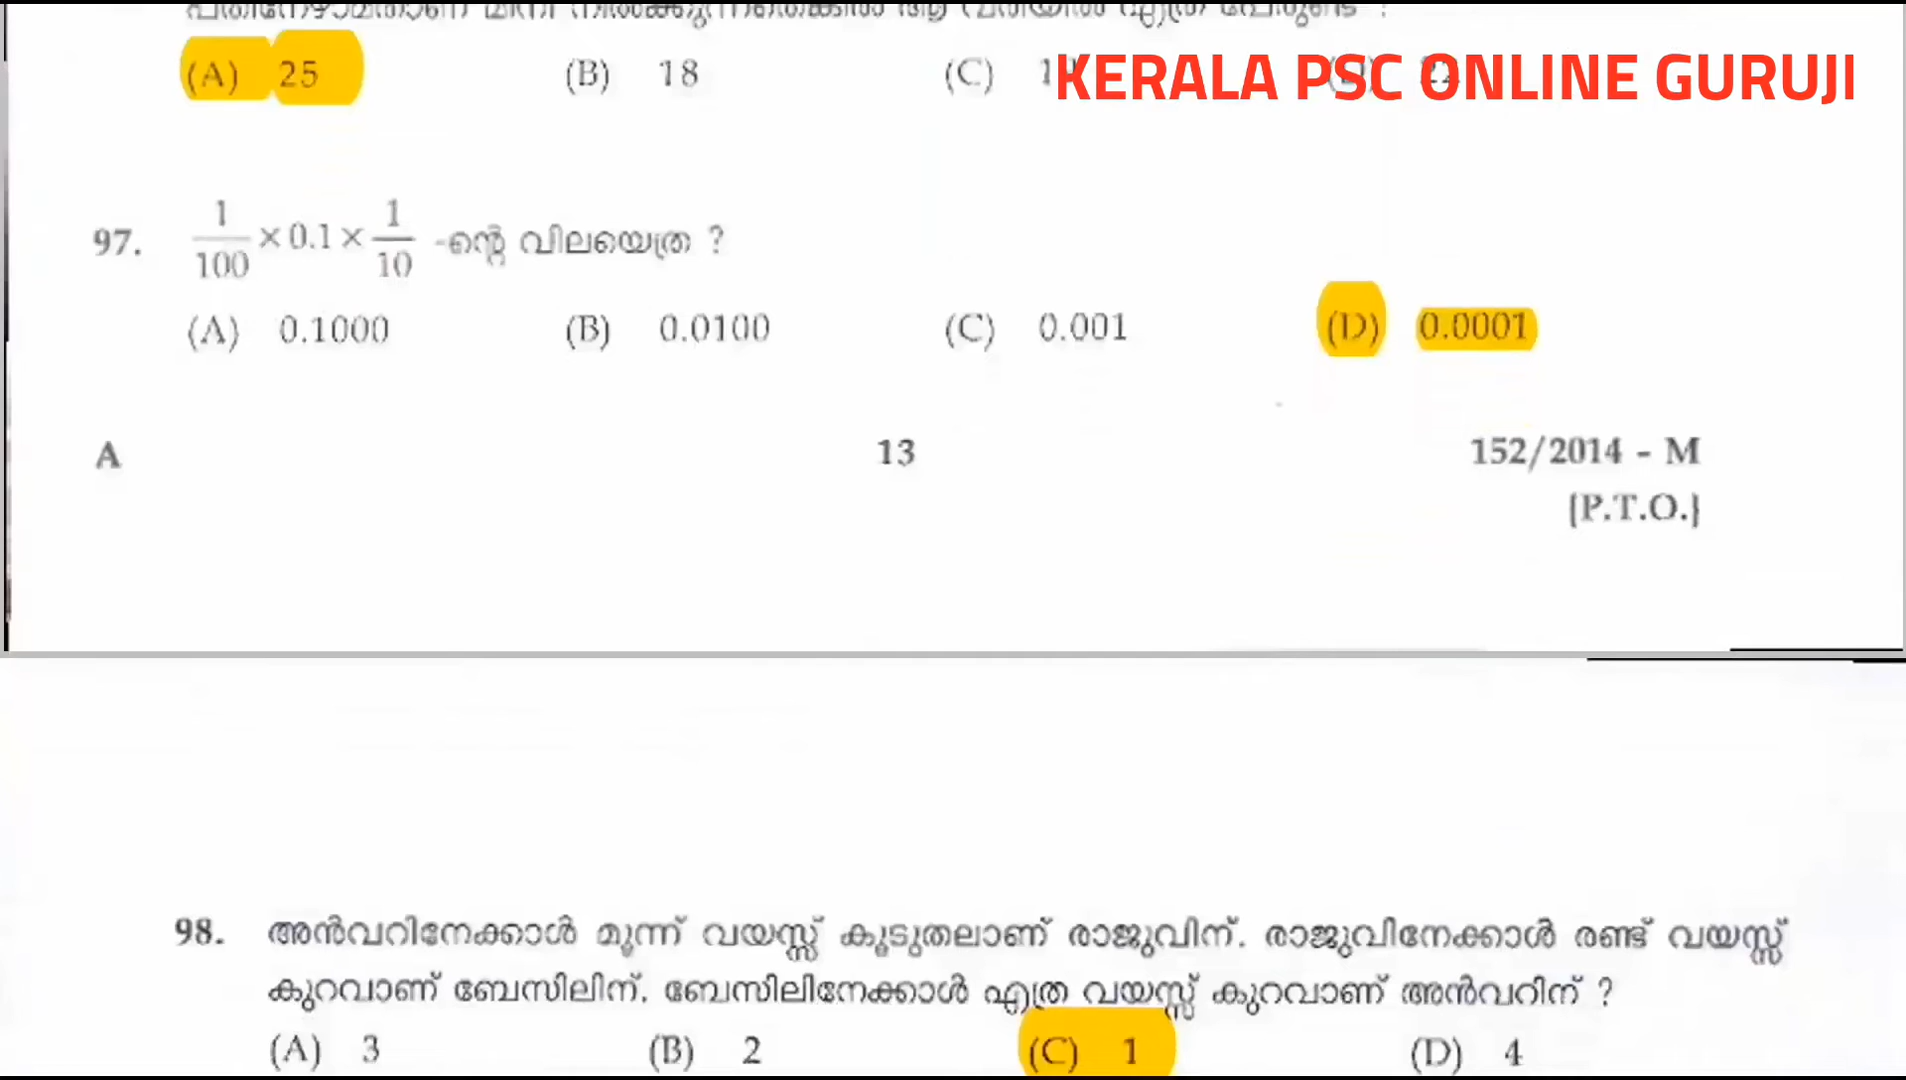 (A) 25 (B) 18 (C) 22
KERALA PSC ONLINE GURUJI
97. 1/100 × 0.1 × 1/10 -ന്റെ വിലയെത്ര ?
(A) 0.1000 (B) 0.0100 (C) 0.001 (D) 0.0001
A 13 152/2014 - M
[P.T.O.]
98. അൻവറിനേക്കാൾ മൂന്ന് വയസ്സ് കൂടുതലാണ് രാജുവിന്. രാജുവിനേക്കാൾ രണ്ട് വയസ്സ്
കുറവാണ് ബേസിലിന്. ബേസിലിനേക്കാൾ എത്ര വയസ്സ് കുറവാണ് അൻവറിന് ?
(A) 3 (B) 2 (C) 1 (D) 4